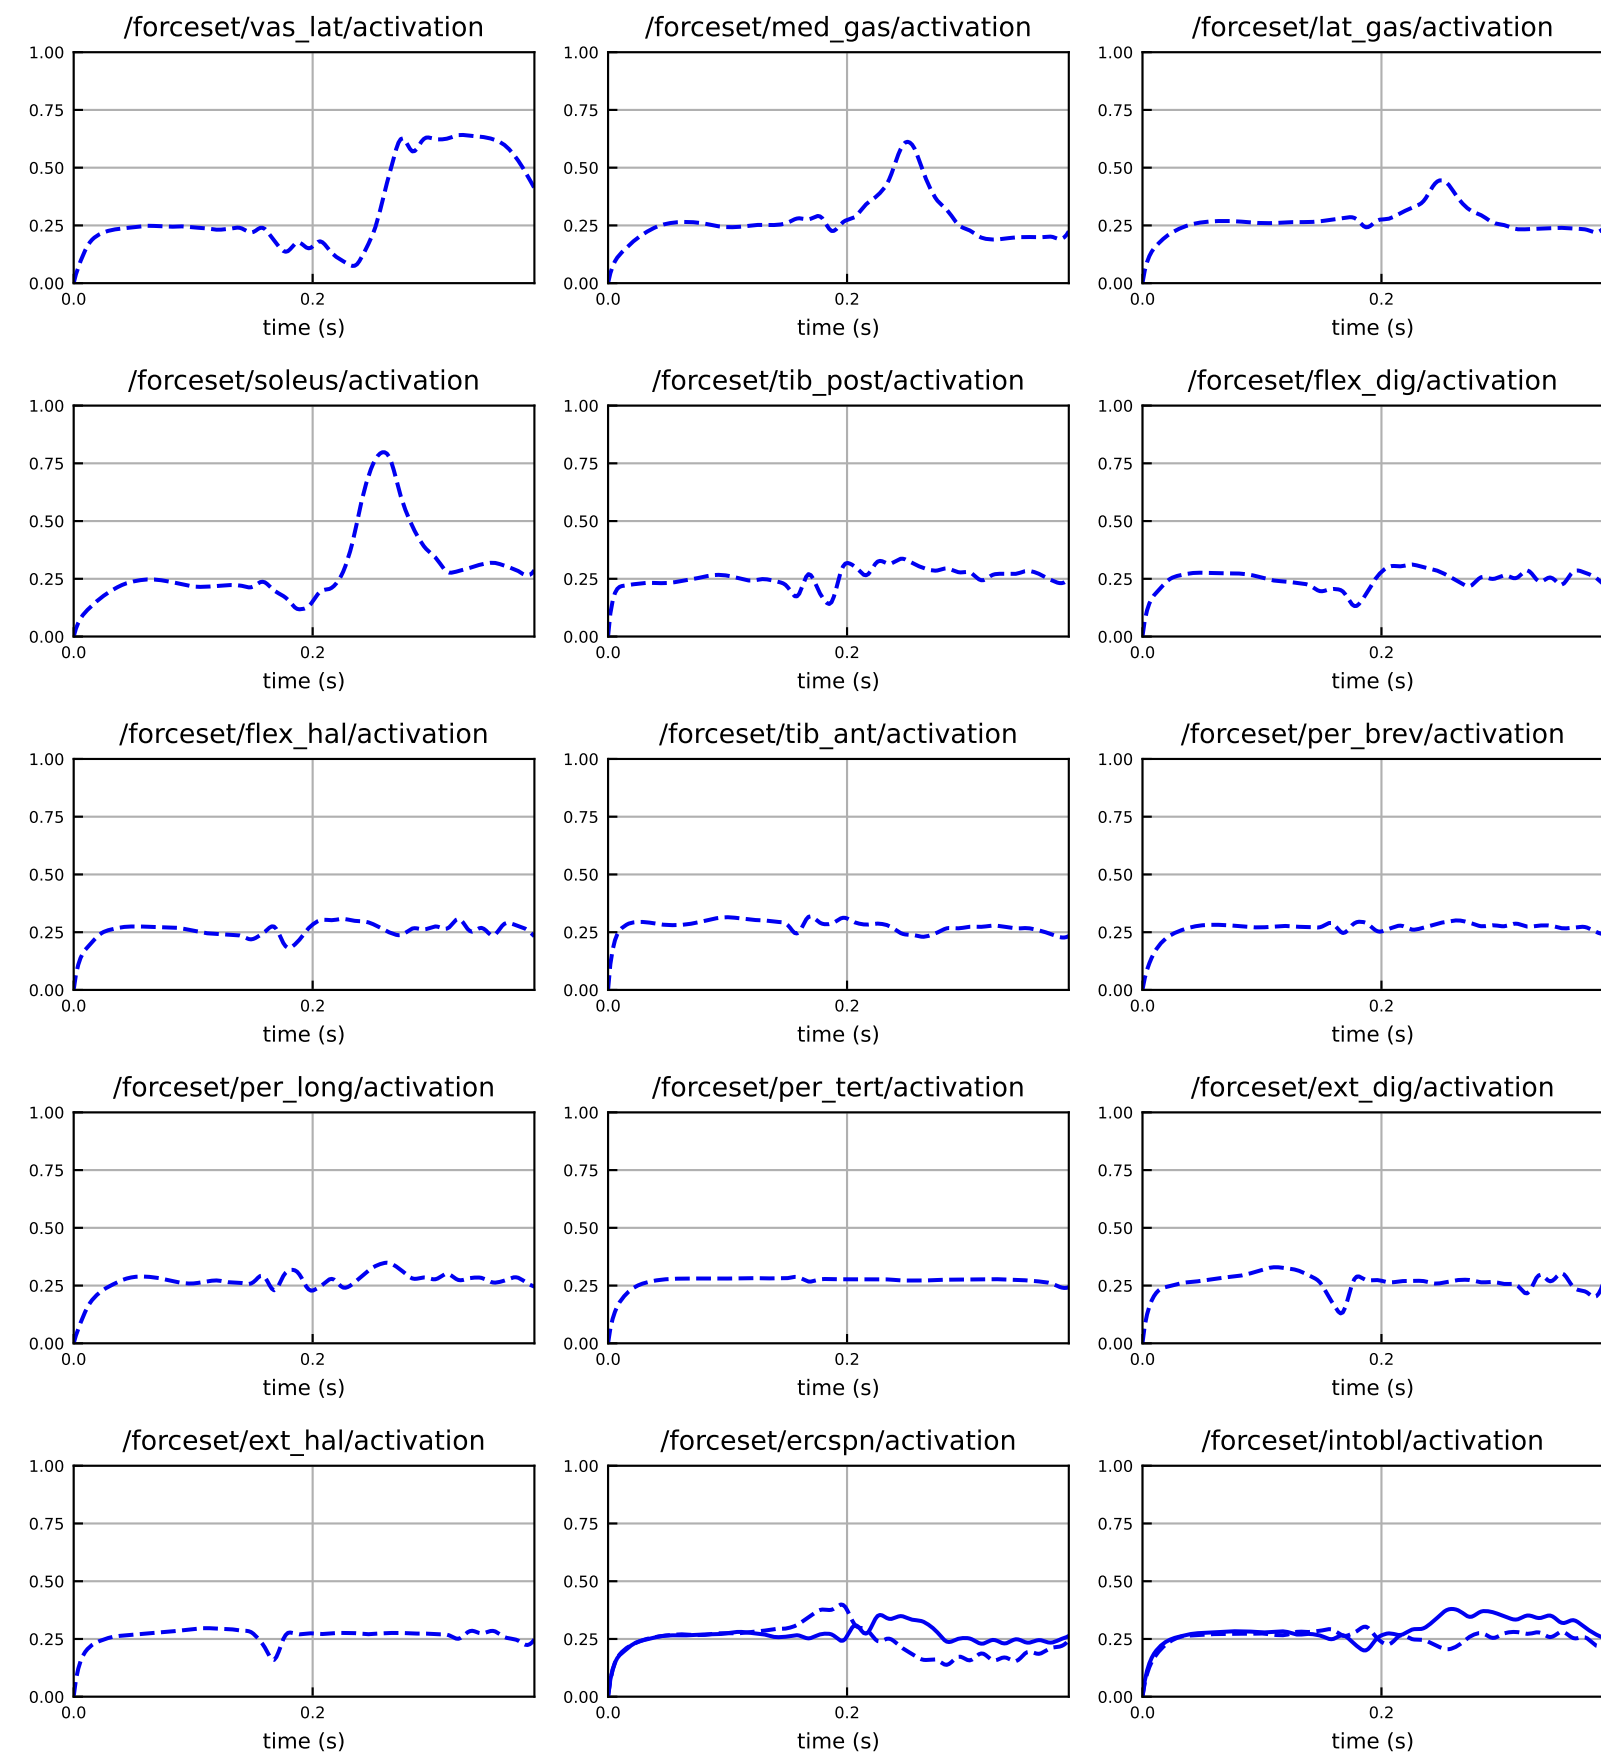 /forceset/vas_lat/activation /forceset/med_gas/activation /forceset/lat_gas/activation
1.00 1.00 1.00
0.75 0.75 0.75
0.50 0.50 0.50
0.25 0.25 0.25
0.00 0.00 0.00
0.0 0.2 0.0 0.2 0.0 0.2
time (s) time (s) time (s)
/forceset/soleus/activation /forceset/tib_post/activation /forceset/flex_dig/activation
1.00 1.00 1.00
0.75 0.75 0.75
0.50 0.50 0.50
0.25 0.25 0.25
0.00 0.00 0.00
0.0 0.2 0.0 0.2 0.0 0.2
time (s) time (s) time (s)
/forceset/flex_hal/activation /forceset/tib_ant/activation /forceset/per_brev/activation
1.00 1.00 1.00
0.75 0.75 0.75
0.50 0.50 0.50
0.25 0.25 0.25
0.00 0.00 0.00
0.0 0.2 0.0 0.2 0.0 0.2
time (s) time (s) time (s)
/forceset/per_long/activation /forceset/per_tert/activation /forceset/ext_dig/activation
1.00 1.00 1.00
0.75 0.75 0.75
0.50 0.50 0.50
0.25 0.25 0.25
0.00 0.00 0.00
0.0 0.2 0.0 0.2 0.0 0.2
time (s) time (s) time (s)
/forceset/ext_hal/activation /forceset/ercspn/activation /forceset/intobl/activation
1.00 1.00 1.00
0.75 0.75 0.75
0.50 0.50 0.50
0.25 0.25 0.25
0.00 0.00 0.00
0.0 0.2 0.0 0.2 0.0 0.2
time (s) time (s) time (s)